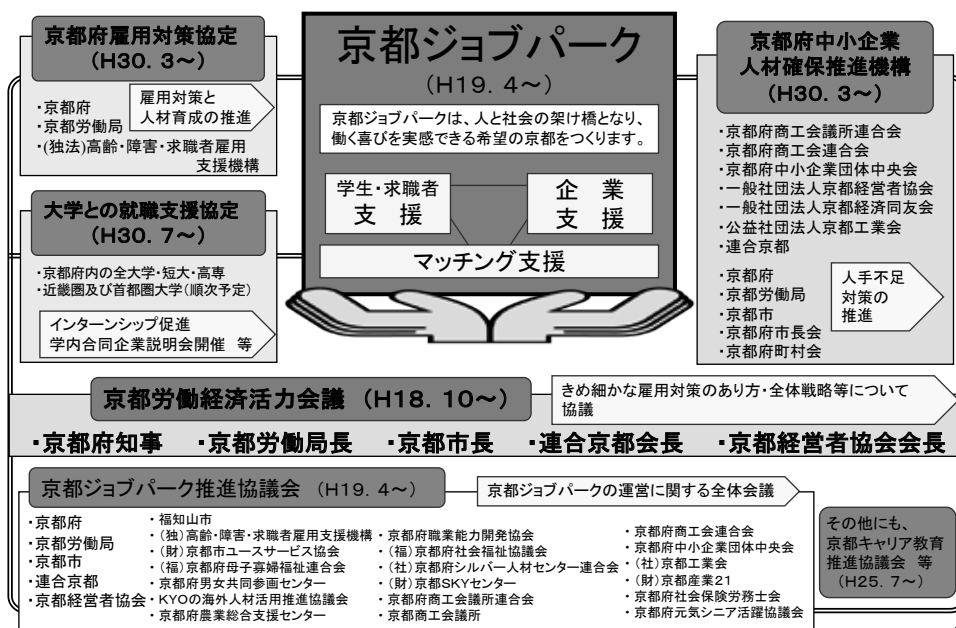 京都府雇用対策協定
(H30. 3～)
・京都府
・京都労働局
・(独法)高齢・障害・求職者雇用
支援機構
雇用対策と
人材育成の推進
大学との就職支援協定
(H30. 7～)
・京都府内の全大学・短大・高専
・近畿圏及び首都圏大学(順次予定)
インターンシップ促進
学内合同企業説明会開催 等
京都ジョブパーク
(H19. 4～)
京都ジョブパークは、人と社会の架け橋となり、
働く喜びを実感できる希望の京都をつくります。
学生・求職者
支 援
企 業
支 援
マッチング支援
京都府中小企業
人材確保推進機構
(H30. 3～)
・京都府商工会議所連合会
・京都府商工会連合会
・京都府中小企業団体中央会
・一般社団法人京都経営者協会
・一般社団法人京都経済同友会
・公益社団法人京都工業会
・連合京都
・京都府
・京都労働局
・京都市
・京都府市長会
・京都府町村会
人手不足
対策の
推進
京都労働経済活力会議 (H18. 10～)
きめ細かな雇用対策のあり方・全体戦略等について
協議
・京都府知事 ・京都労働局長 ・京都市長 ・連合京都会長 ・京都経営者協会会長
京都ジョブパーク推進協議会 (H19. 4～)
京都ジョブパークの運営に関する全体会議
・京都府
・京都労働局
・京都市
・連合京都
・京都経営者協会
・福知山市
・(独)高齢・障害・求職者雇用支援機構
・(財)京都市ユースサービス協会
・(福)京都府母子寡婦福祉連合会
・京都府男女共同参画センター
・KYOの海外人材活用推進協議会
・京都府農業総合支援センター
・京都府職業能力開発協会
・(福)京都府社会福祉協議会
・(社)京都府シルバー人材センター連合会
・(財)京都SKYセンター
・京都府商工会議所連合会
・京都商工会議所
・京都府商工会連合会
・京都府中小企業団体中央会
・(社)京都工業会
・(財)京都産業21
・京都府社会保険労務士会
・京都府元気シニア活躍協議会
その他にも、
京都キャリア教育
推進協議会 等
(H25. 7～)